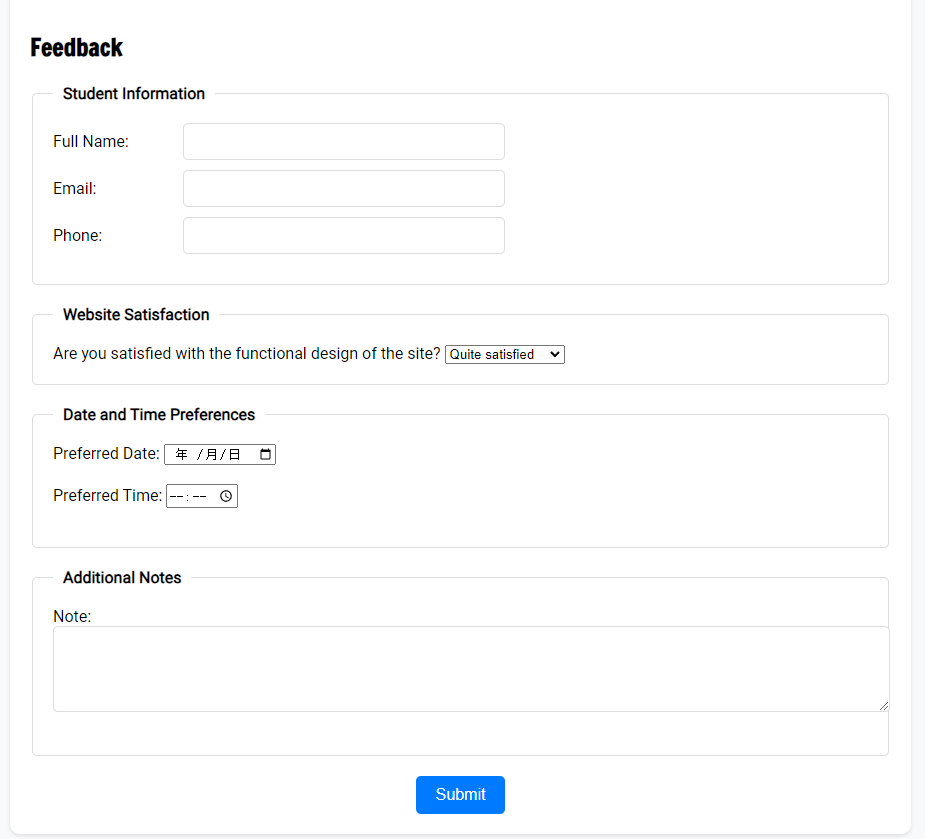 Feedback
Student Information
Full Name:
Email:
Phone:
Website Satisfaction
Are you satisfied with the functional design of the site? Quite satisfied
Date and Time Preferences
Preferred Date: 年 /月/日
Preferred Time: --:--
Additional Notes
Note:
Submit